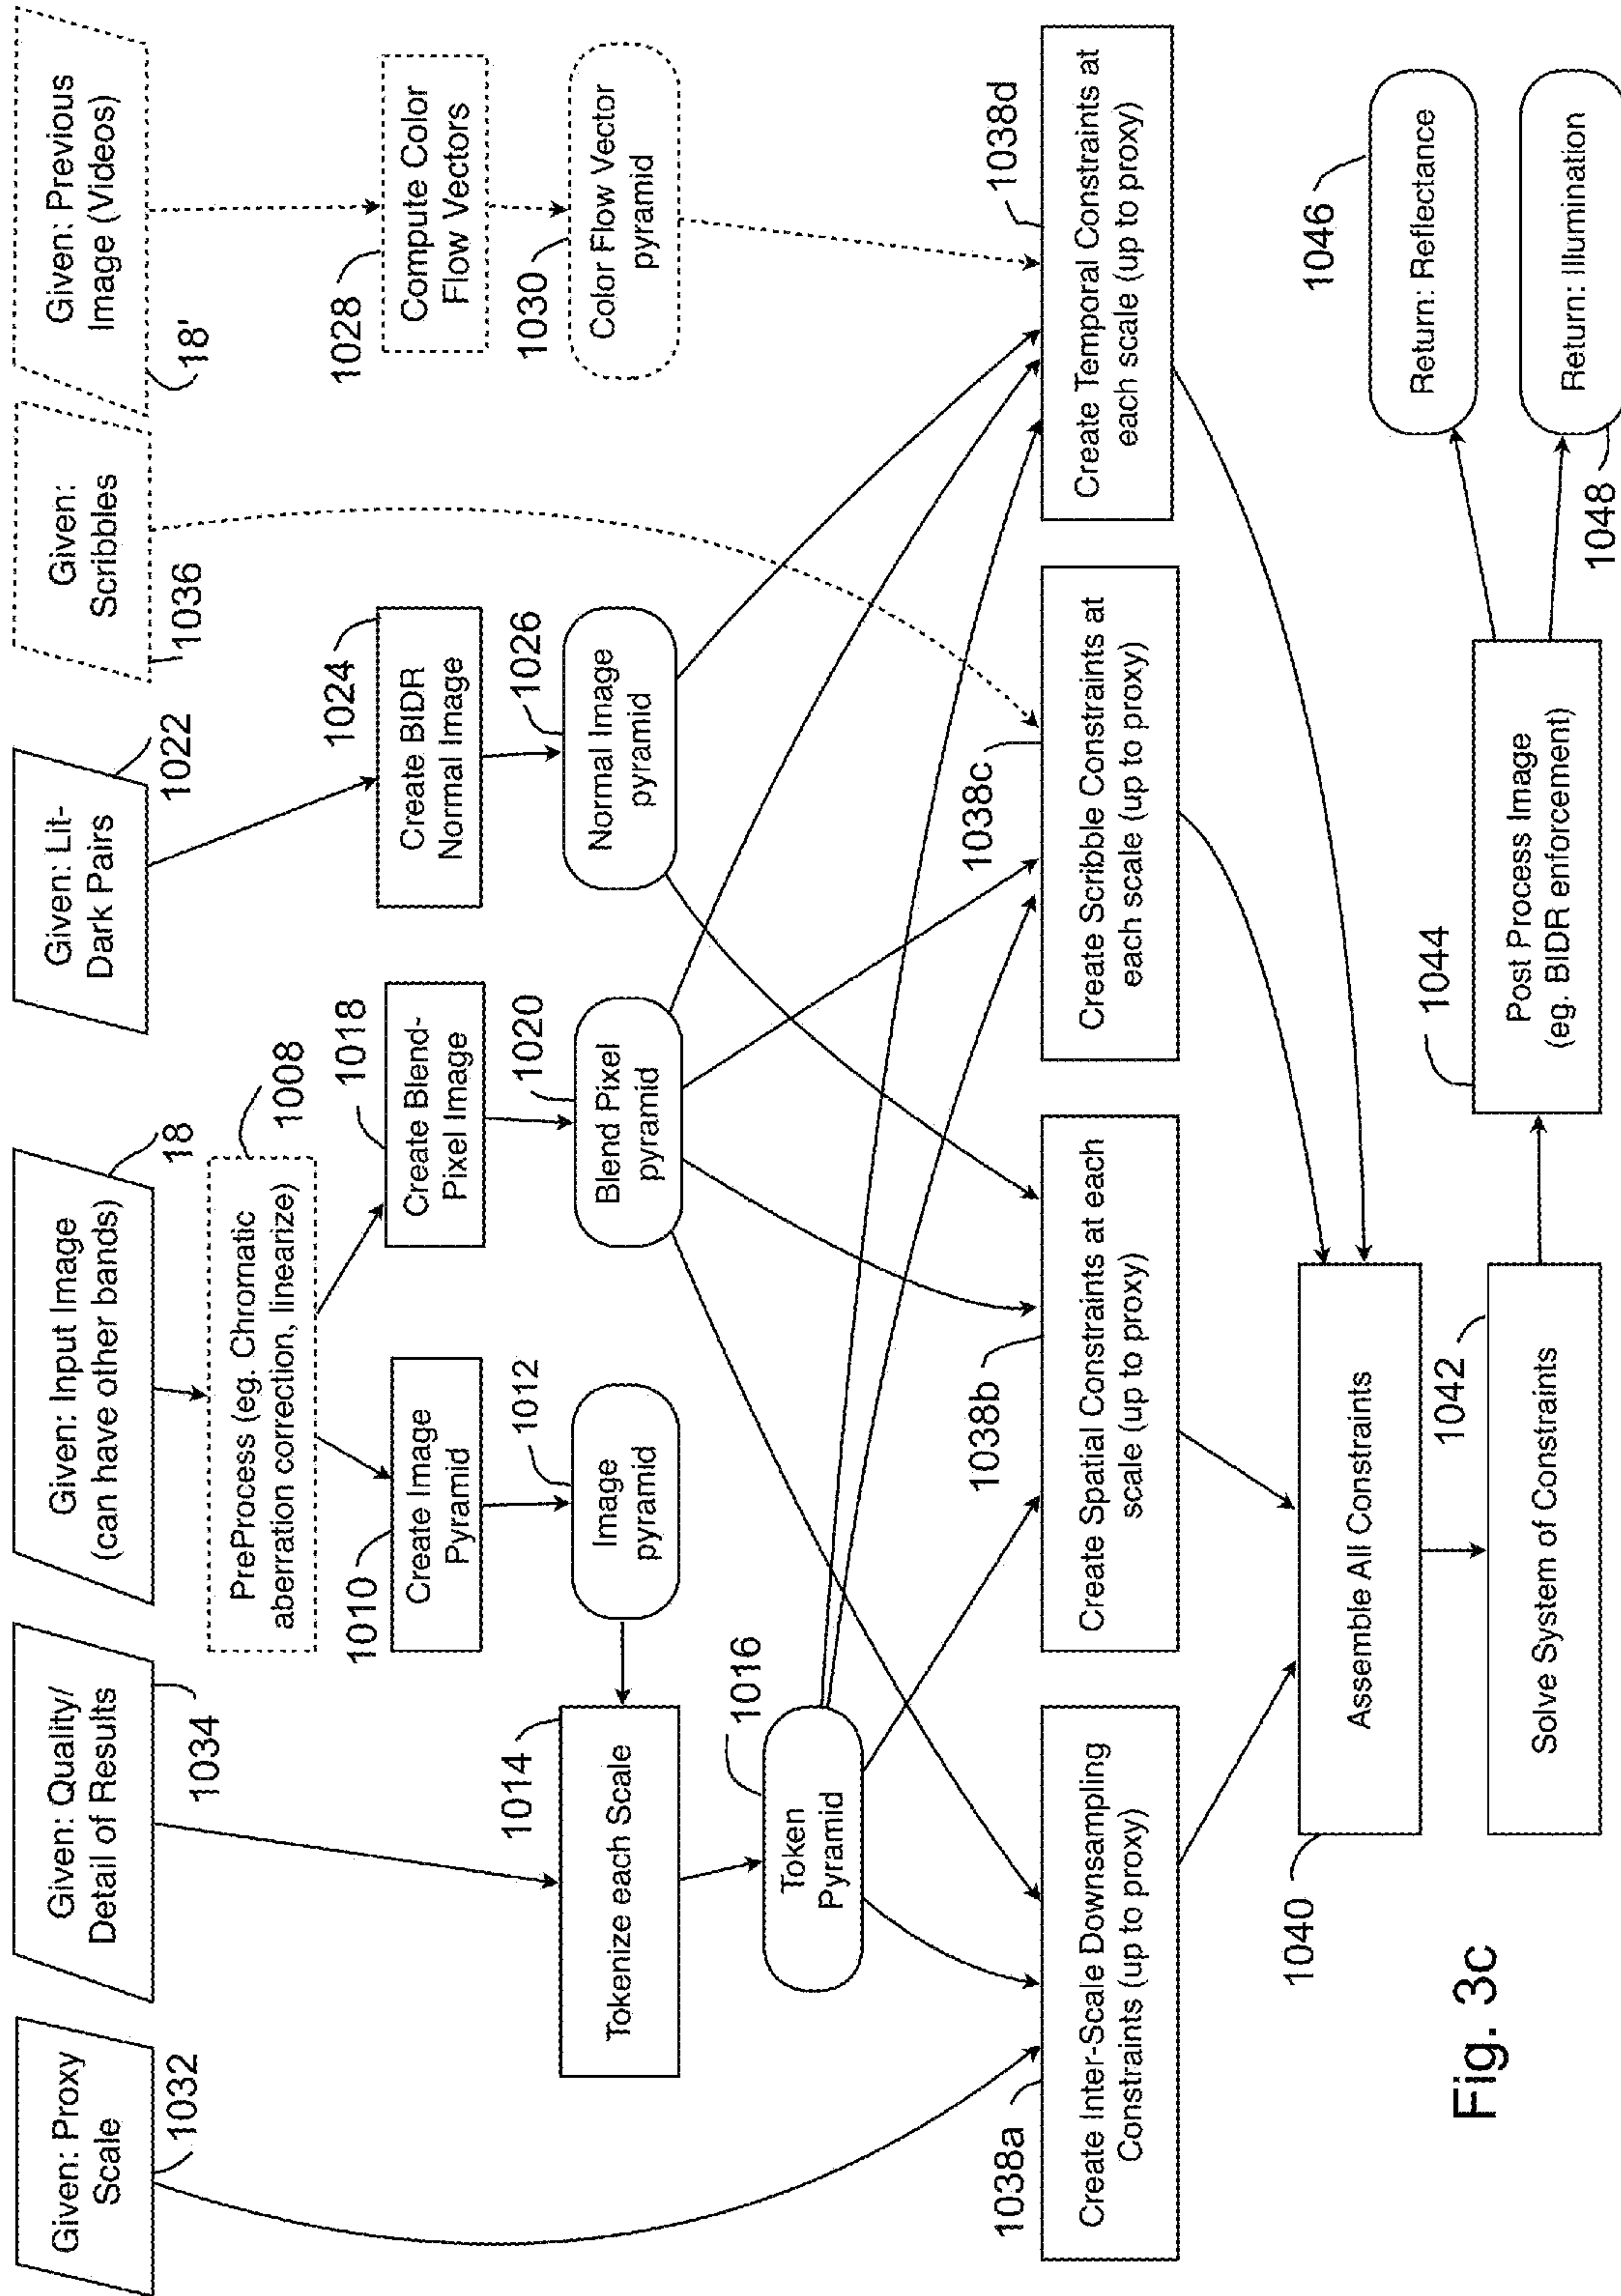 Given: Proxy
Scale
1032
Given: Quality/
Detail of Results
1034
Given: Input Image
(can have other bands)
18
Given: Lit-
Dark Pairs
1022
Given:
Scribbles
1036
Given: Previous
Image (Videos)
18'
PreProcess (eg. Chromatic
aberration correction, linearize)
1008
1010
Create Image
Pyramid
1018
Create Blend-
Pixel Image
1024
Create BIDR
Normal Image
1028
Compute Color
Flow Vectors
1014
Tokenize each Scale
1012
Image
pyramid
1020
Blend Pixel
pyramid
1026
Normal Image
pyramid
1030
Color Flow Vector
pyramid
1016
Token
Pyramid
1038a
Create Inter-Scale Downsampling
Constraints (up to proxy)
1038b
Create Spatial Constraints at each
scale (up to proxy)
1038c
Create Scribble Constraints at
each scale (up to proxy)
1038d
Create Temporal Constraints at
each scale (up to proxy)
1040
Assemble All Constraints
1042
Solve System of Constraints
1044
Post Process Image
(eg. BIDR enforcement)
1046
Return: Reflectance
Return: Illumination
1048
Fig. 3c